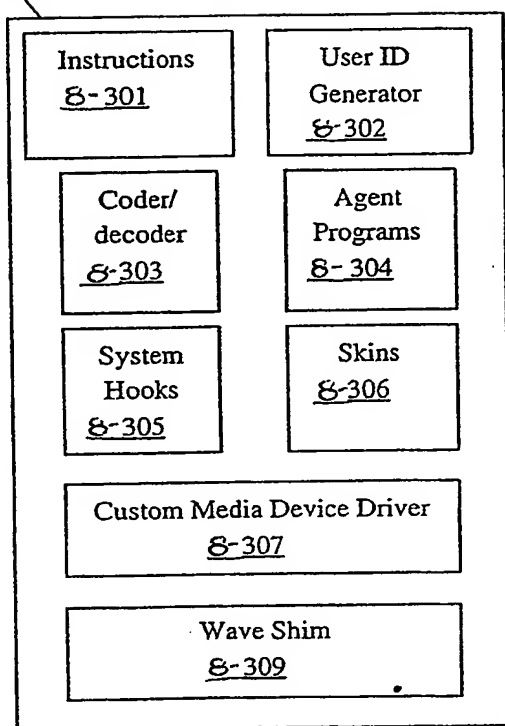 Instructions
8-301
User ID
Generator
8-302
Coder/
decoder
8-303
Agent
Programs
8-304
System
Hooks
8-305
Skins
8-306
Custom Media Device Driver
8-307
Wave Shim
8-309